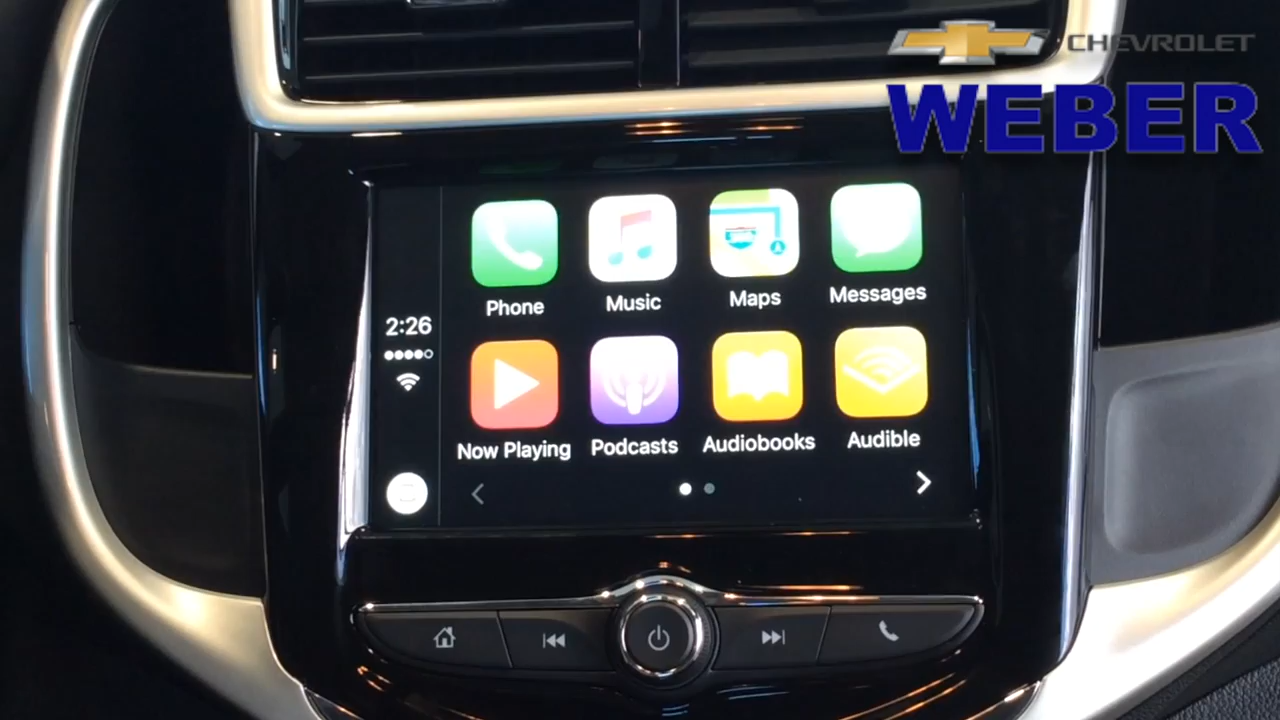 CHEVROLET
WEBER
Phone
Music
Maps
Messages
2:26
Now Playing
Podcasts
Audiobooks
Audible